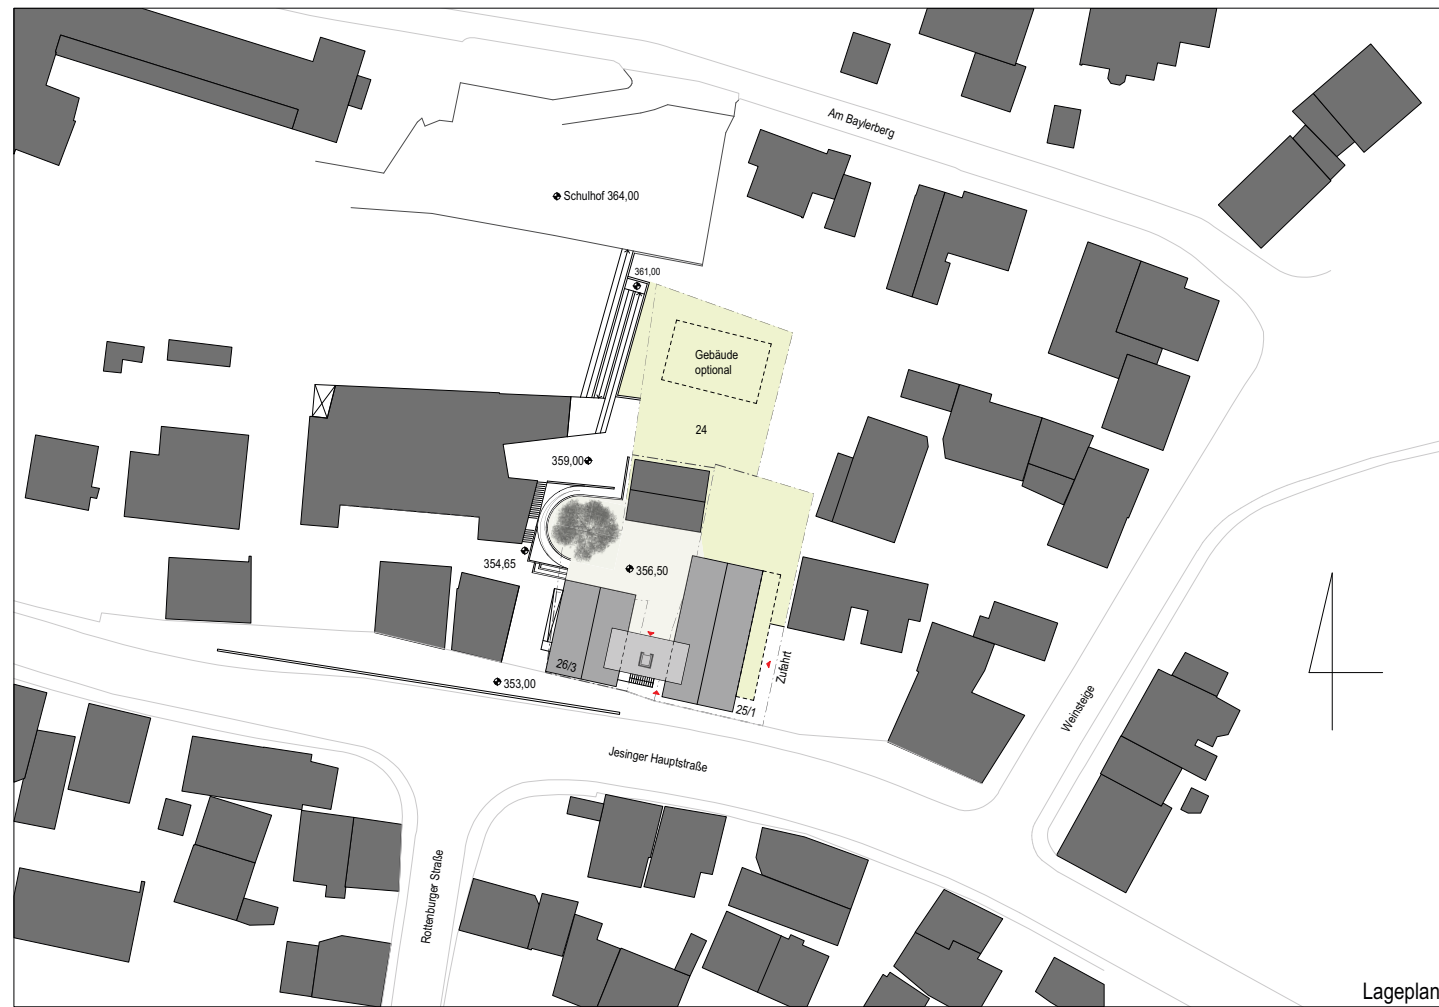 Am Baylerberg
Schulhof 364,00
361,00
Gebäude
optional
24
359,00
354,65
356,50
26/3
Zufahrt
353,00
25/1
Weinsteige
Jesinger Hauptstraße
Rottenburger Straße
Lageplan